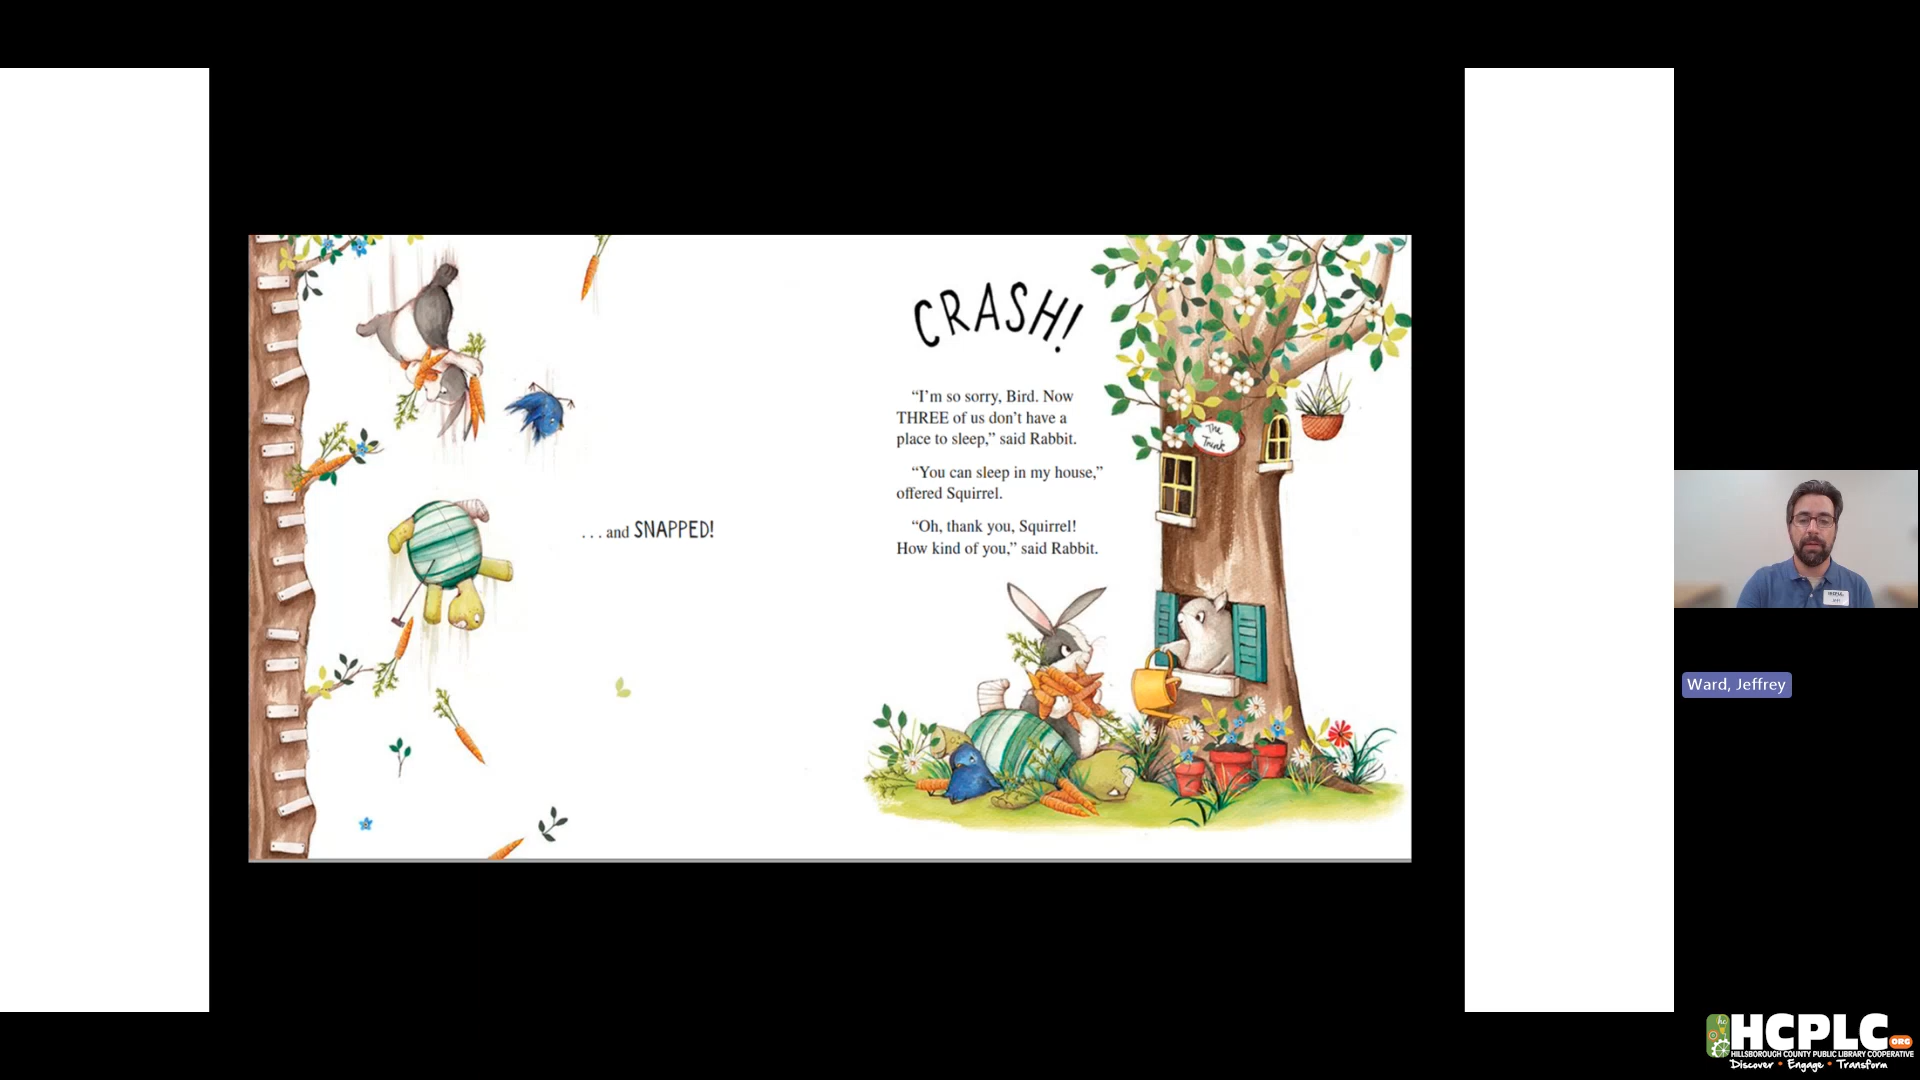 . . . and SNAPPED!
CRASH!
“I’m so sorry, Bird. Now
THREE of us don’t have a
place to sleep,” said Rabbit.
“You can sleep in my house,”
offered Squirrel.
“Oh, thank you, Squirrel!
How kind of you,” said Rabbit.
The
Trunk
Ward, Jeffrey
hc
HCPLC
ORG
HILLSBOROUGH COUNTY PUBLIC LIBRARY COOPERATIVE
Discover • Engage • Transform